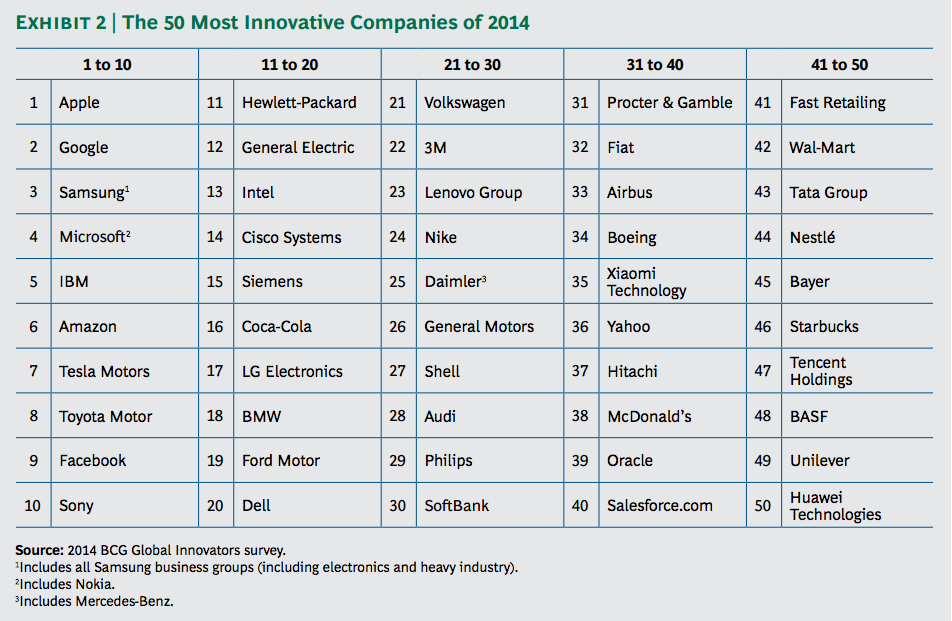 EXHIBIT 2 | The 50 Most Innovative Companies of 2014
1 to 10 11 to 20 21 to 30 31 to 40 41 to 50
1 Apple 11 Hewlett-Packard 21 Volkswagen 31 Procter & Gamble 41 Fast Retailing
2 Google 12 General Electric 22 3M 32 Fiat 42 Wal-Mart
3 Samsung¹ 13 Intel 23 Lenovo Group 33 Airbus 43 Tata Group
4 Microsoft² 14 Cisco Systems 24 Nike 34 Boeing 44 Nestlé
5 IBM 15 Siemens 25 Daimler³ 35 Xiaomi Technology 45 Bayer
6 Amazon 16 Coca-Cola 26 General Motors 36 Yahoo 46 Starbucks
7 Tesla Motors 17 LG Electronics 27 Shell 37 Hitachi 47 Tencent Holdings
8 Toyota Motor 18 BMW 28 Audi 38 McDonald's 48 BASF
9 Facebook 19 Ford Motor 29 Philips 39 Oracle 49 Unilever
10 Sony 20 Dell 30 SoftBank 40 Salesforce.com 50 Huawei Technologies
Source: 2014 BCG Global Innovators survey.
¹Includes all Samsung business groups (including electronics and heavy industry).
²Includes Nokia.
³Includes Mercedes-Benz.